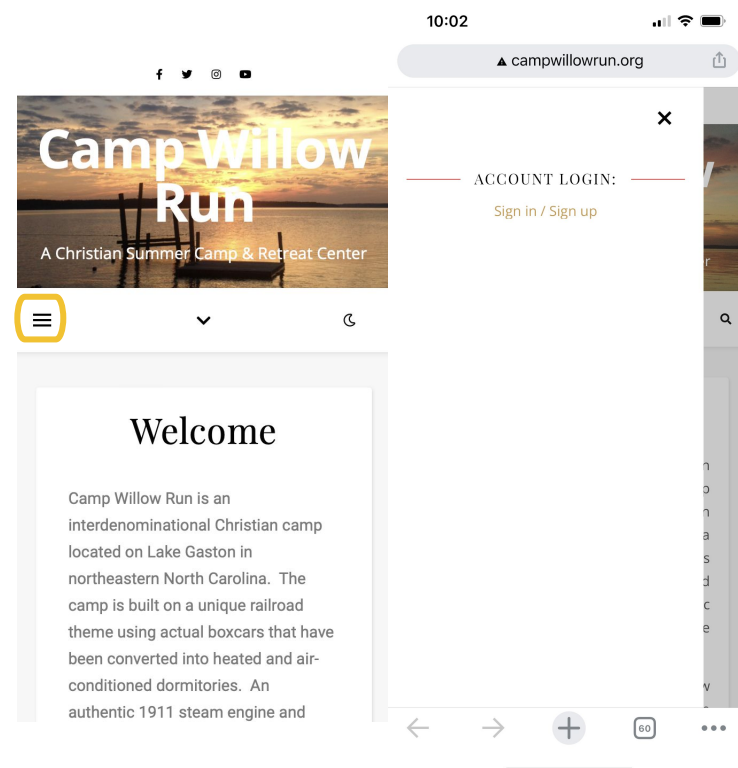 Camp Willow
Run
A Christian Summer Camp & Retreat Center
Welcome
Camp Willow Run is an
interdenominational Christian camp
located on Lake Gaston in
northeastern North Carolina. The
camp is built on a unique railroad
theme using actual boxcars that have
been converted into heated and air-
conditioned dormitories. An
authentic 1911 steam engine and
10:02
campwillowrun.org
ACCOUNT LOGIN:
Sign in / Sign up
w
er
n
p
n
a
s
d
c
e
w
s
60